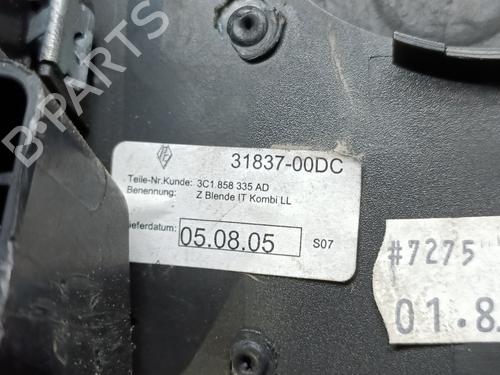 31837-00DC
Teile-Nr.Kunde: 3C1.858 335 AD
Benennung: Z Blende IT Kombi LL
ieferdatum: 05.08.05 S07
#7275
01.8
B-PARTS